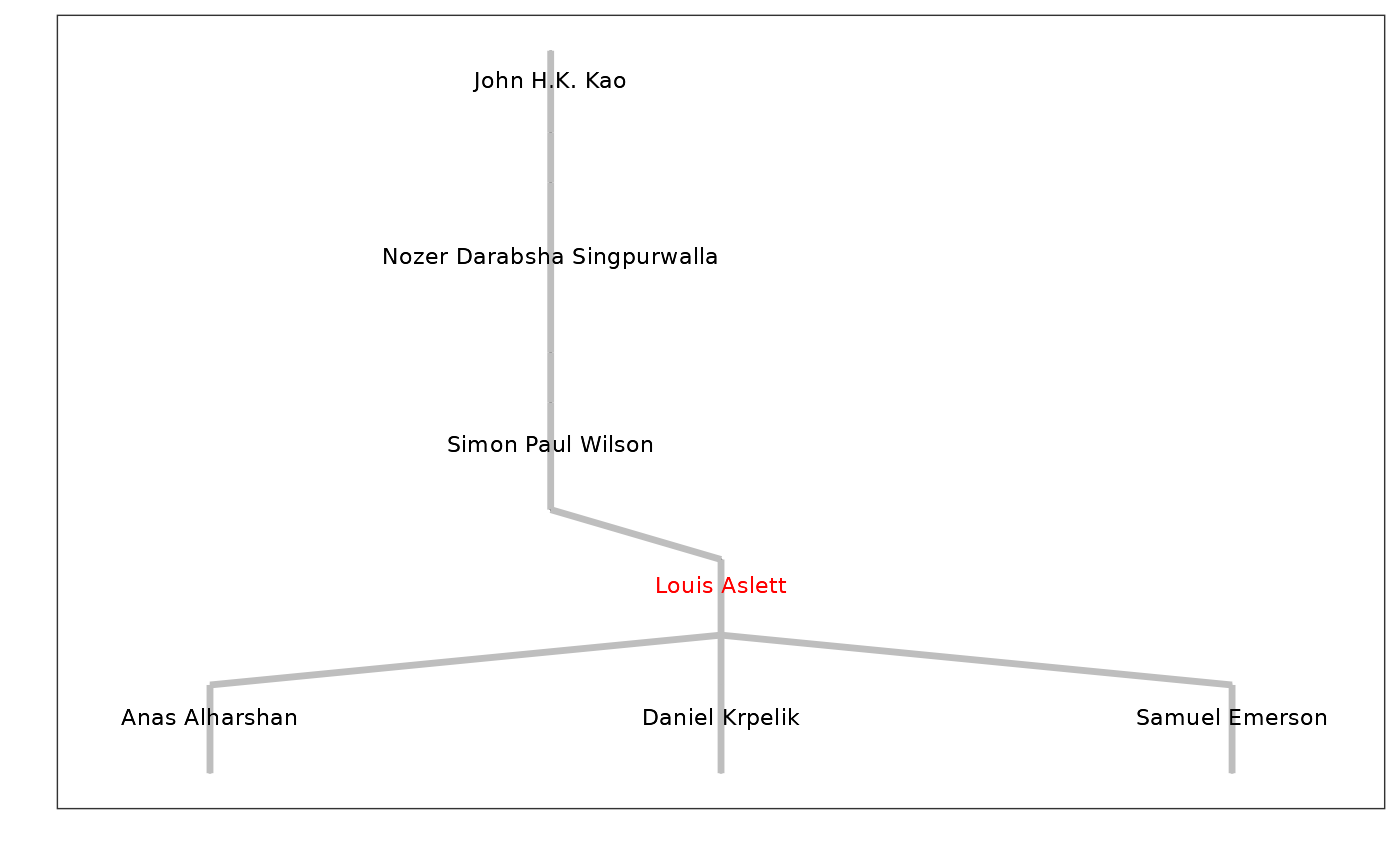 John H.K. Kao
Nozer Darabsha Singpurwalla
Simon Paul Wilson
Louis Aslett
Anas Alharshan
Daniel Krpelik
Samuel Emerson